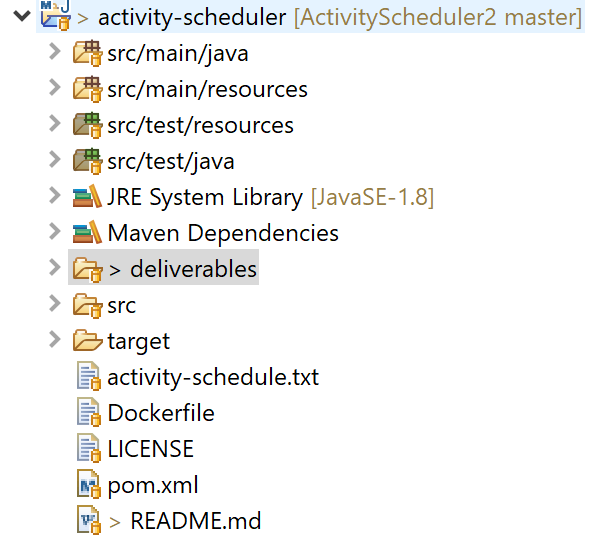 > activity-scheduler [ActivityScheduler2 master]
src/main/java
src/main/resources
src/test/resources
src/test/java
JRE System Library [JavaSE-1.8]
Maven Dependencies
> deliverables
src
target
activity-schedule.txt
Dockerfile
LICENSE
pom.xml
> README.md